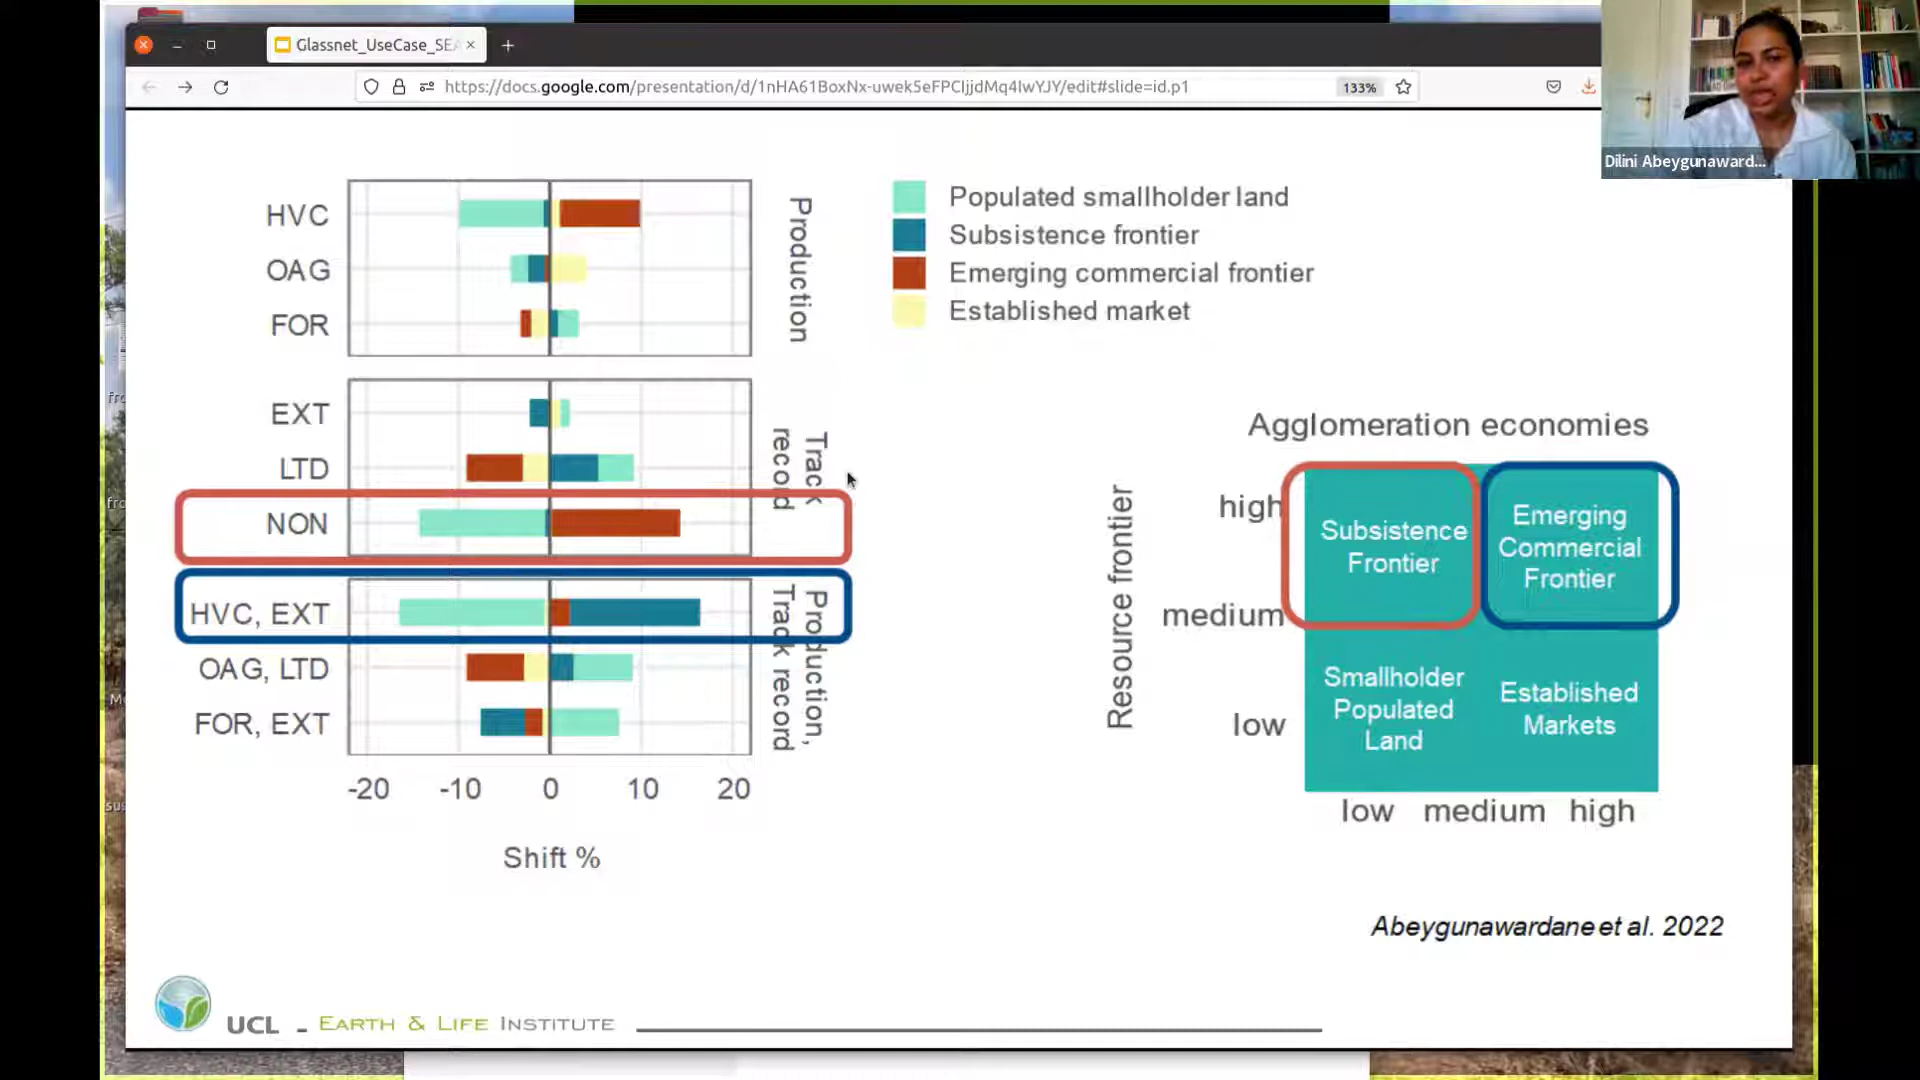 Glassnet_UseCase_SEA
https://docs.google.com/presentation/d/1nHA61BoxNx-uwek5eFPCIjjdMq4IwYJY/edit#slide=id.p1
133%
Dilini Abeygunaward...
HVC
OAG
FOR
Production
EXT
LTD
NON
Track
record
HVC, EXT
OAG, LTD
FOR, EXT
Production,
Track record
-20 -10 0 10 20
Shift %
Populated smallholder land
Subsistence frontier
Emerging commercial frontier
Established market
Agglomeration economies
Resource frontier
high
medium
low
Subsistence
Frontier
Emerging
Commercial
Frontier
Smallholder
Populated
Land
Established
Markets
low medium high
Abeygunawardane et al. 2022
UCL - EARTH & LIFE INSTITUTE